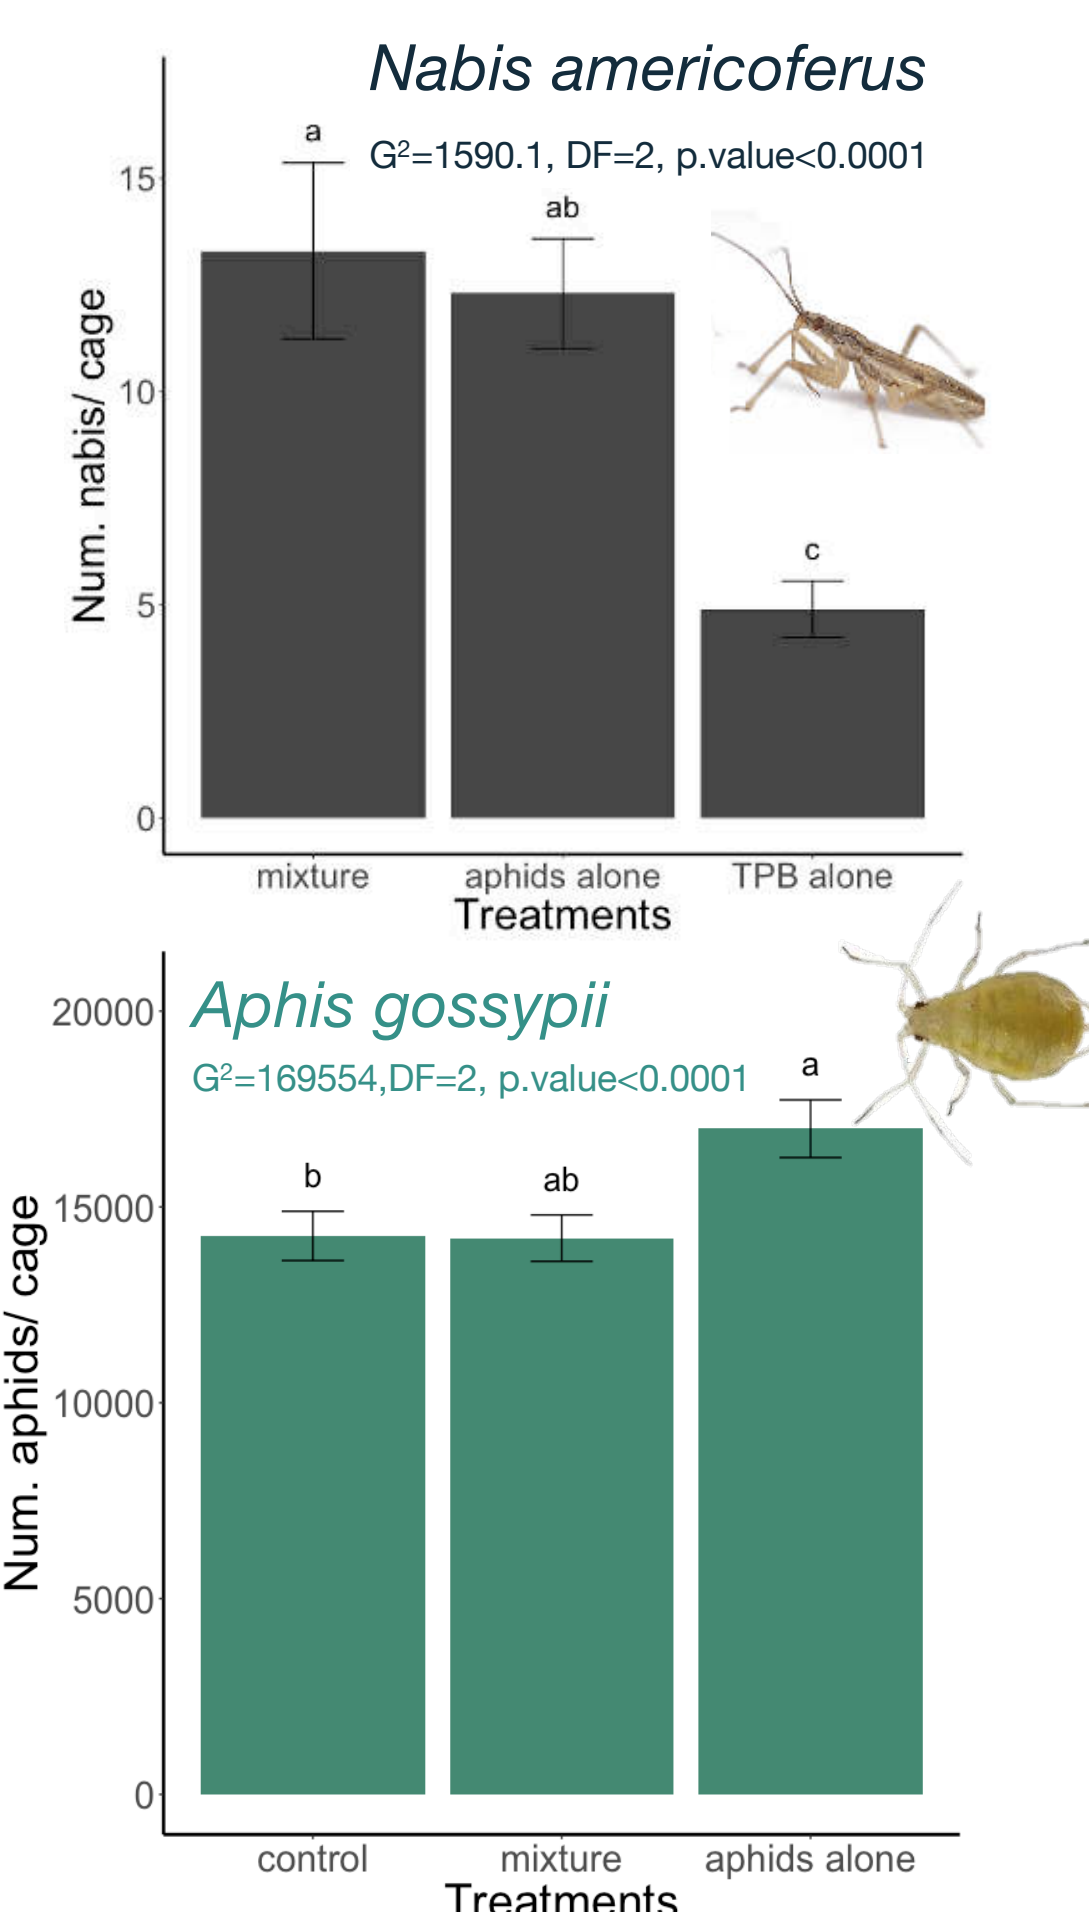 Nabis americoferus
G²=1590.1, DF=2, p.value<0.0001
a
ab
c
15
10
5
0
Num. nabis/ cage
mixture
aphids alone
TPB alone
Treatments
Aphis gossypii
G²=169554,DF=2, p.value<0.0001
b
ab
a
20000
15000
10000
5000
0
Num. aphids/ cage
control
mixture
aphids alone
Treatments